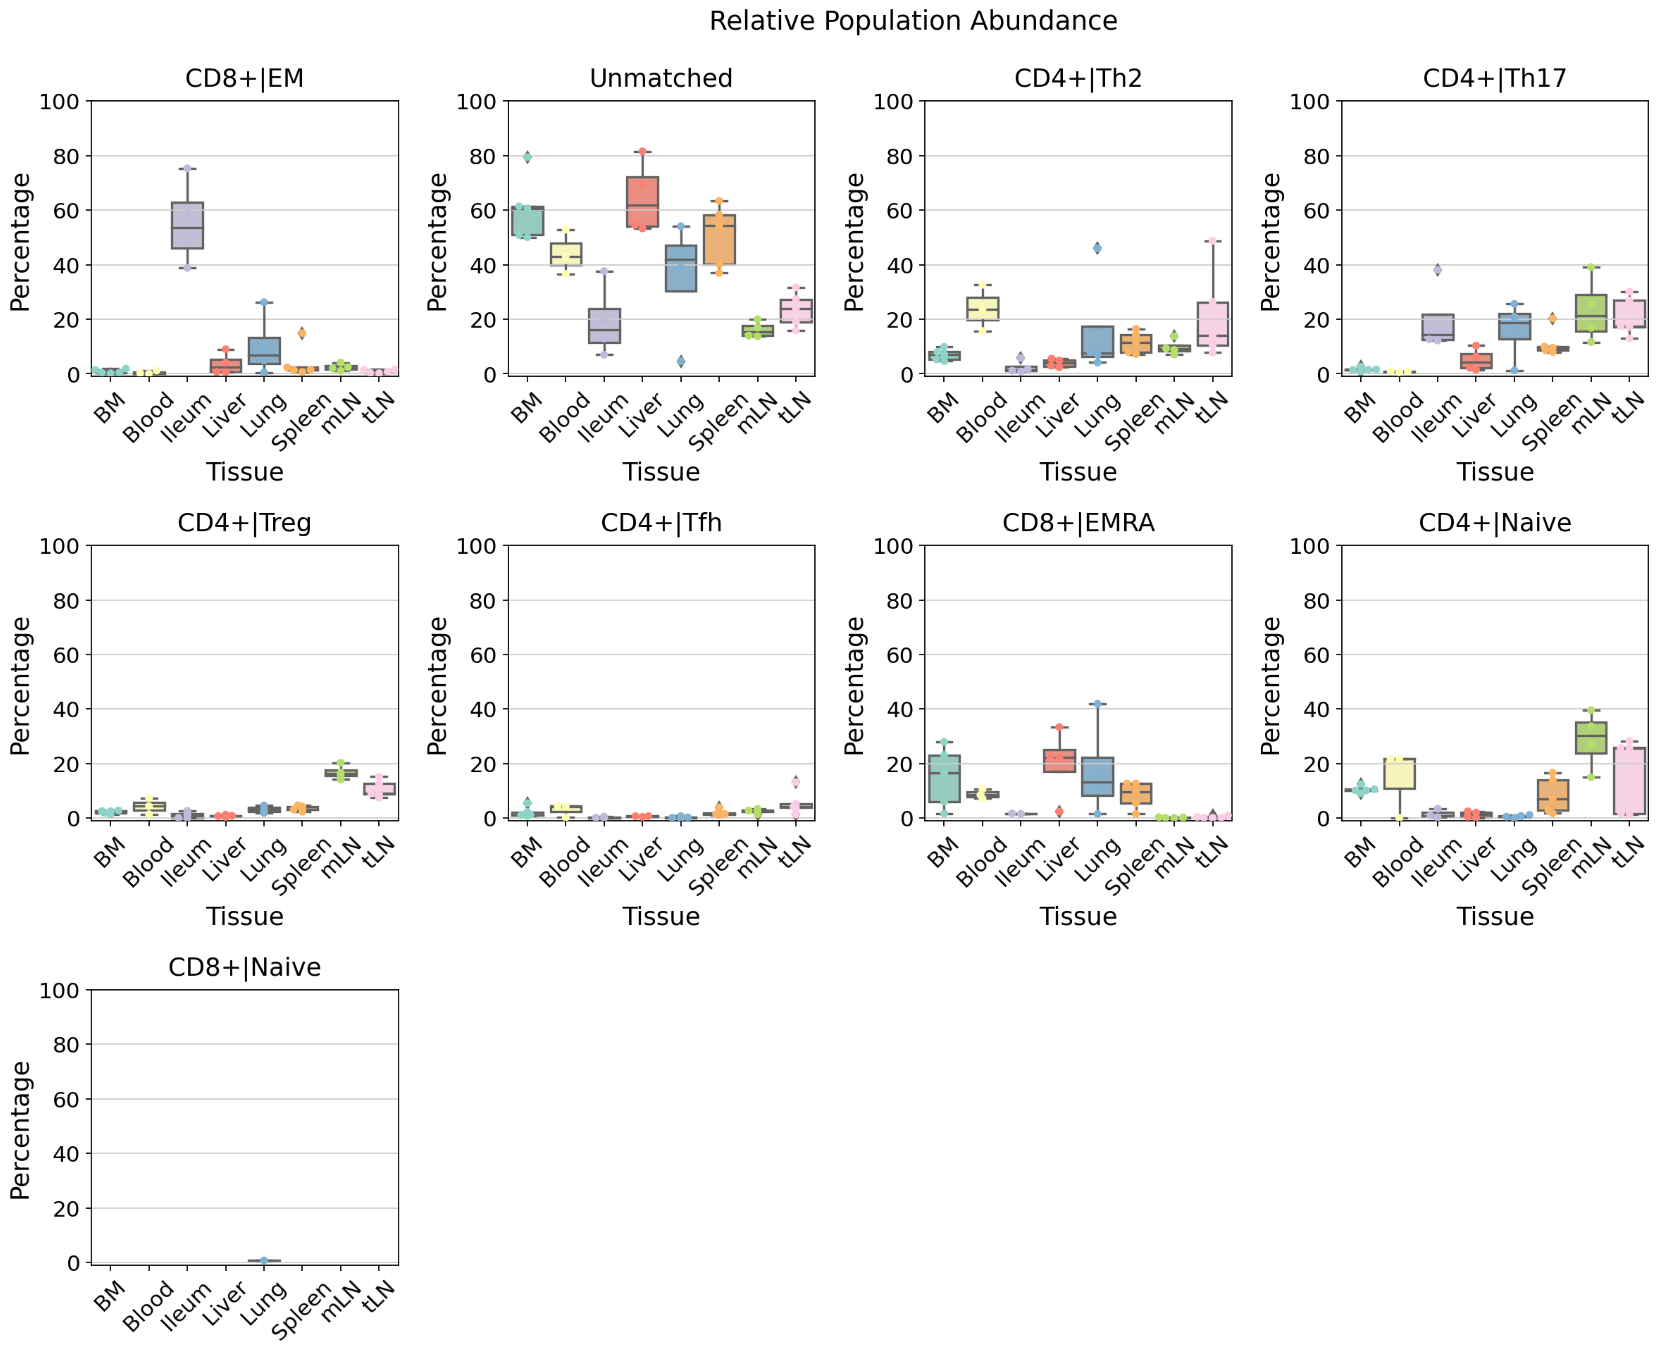 Relative Population Abundance
CD8+|EM
100
80
60
40
20
0
Percentage
BM
Blood
Ileum
Liver
Lung
Spleen
mLN
tLN
Tissue
Unmatched
100
80
60
40
20
0
Percentage
BM
Blood
Ileum
Liver
Lung
Spleen
mLN
tLN
Tissue
CD4+|Th2
100
80
60
40
20
0
Percentage
BM
Blood
Ileum
Liver
Lung
Spleen
mLN
tLN
Tissue
CD4+|Th17
100
80
60
40
20
0
Percentage
BM
Blood
Ileum
Liver
Lung
Spleen
mLN
tLN
Tissue
CD4+|Treg
100
80
60
40
20
0
Percentage
BM
Blood
Ileum
Liver
Lung
Spleen
mLN
tLN
Tissue
CD4+|Tfh
100
80
60
40
20
0
Percentage
BM
Blood
Ileum
Liver
Lung
Spleen
mLN
tLN
Tissue
CD8+|EMRA
100
80
60
40
20
0
Percentage
BM
Blood
Ileum
Liver
Lung
Spleen
mLN
tLN
Tissue
CD4+|Naive
100
80
60
40
20
0
Percentage
BM
Blood
Ileum
Liver
Lung
Spleen
mLN
tLN
Tissue
CD8+|Naive
100
80
60
40
20
0
Percentage
BM
Blood
Ileum
Liver
Lung
Spleen
mLN
tLN